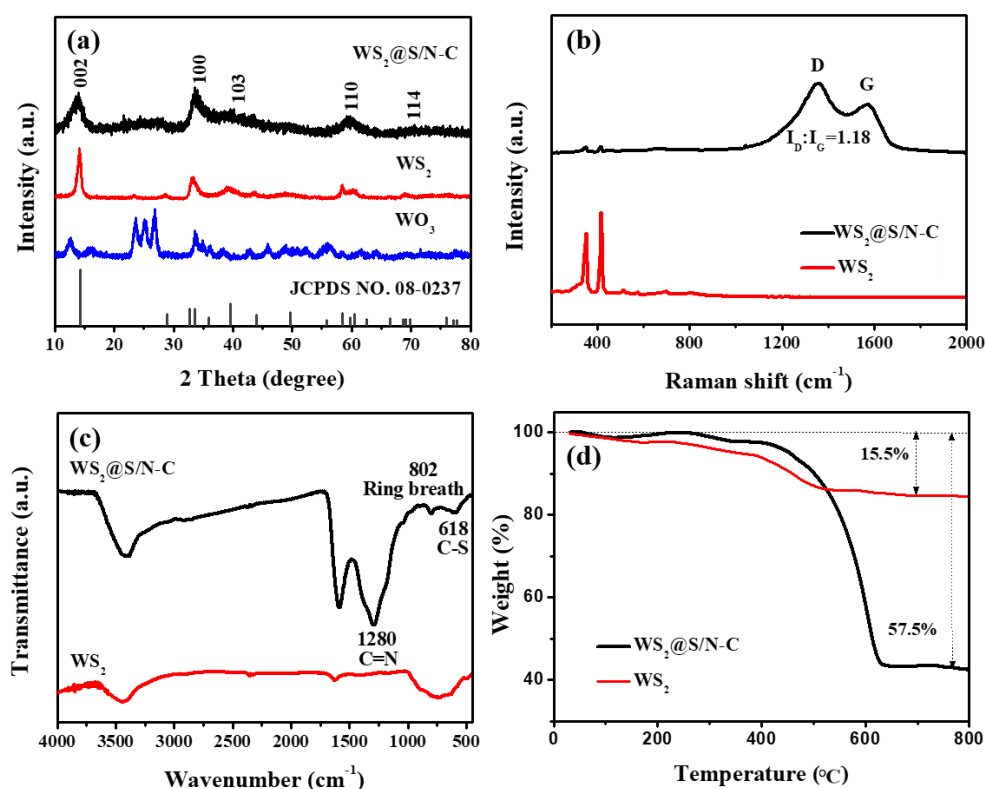 (a)
WS2@S/N-C
002
100
103
110
114
WS2
WO3
JCPDS NO. 08-0237
Intensity (a.u.)
10 20 30 40 50 60 70 80
2 Theta (degree)
(b)
D
G
ID:IG=1.18
WS2@S/N-C
WS2
Intensity (a.u.)
400 800 1200 1600 2000
Raman shift (cm-1)
(c)
WS2@S/N-C
802
Ring breath
618
C-S
1280
C=N
WS2
Transmittance (a.u.)
4000 3500 3000 2500 2000 1500 1000 500
Wavenumber (cm-1)
(d)
100
80
60
40
15.5%
57.5%
WS2@S/N-C
WS2
Weight (%)
0 200 400 600 800
Temperature (°C)